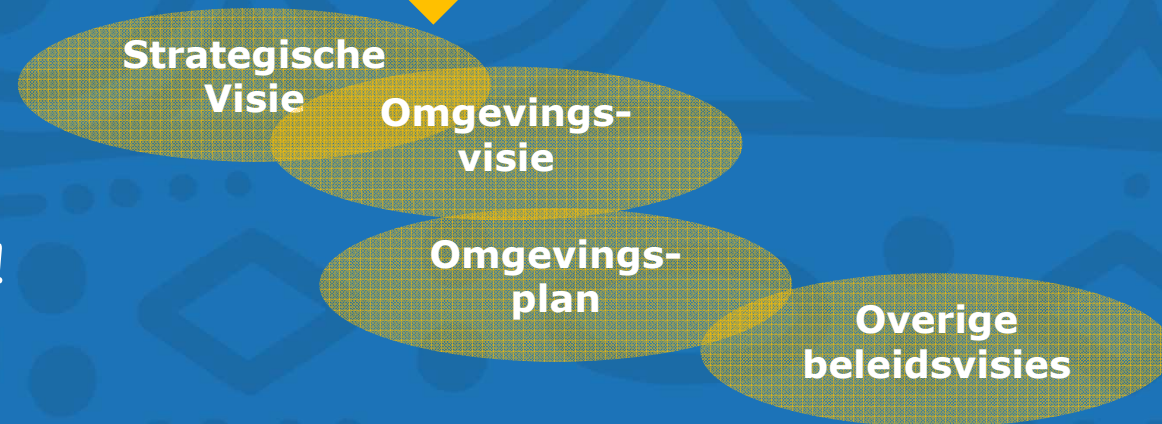 Strategische
Visie
Omgevings-
visie
!
Omgevings-
plan
Overige
beleidsvisies